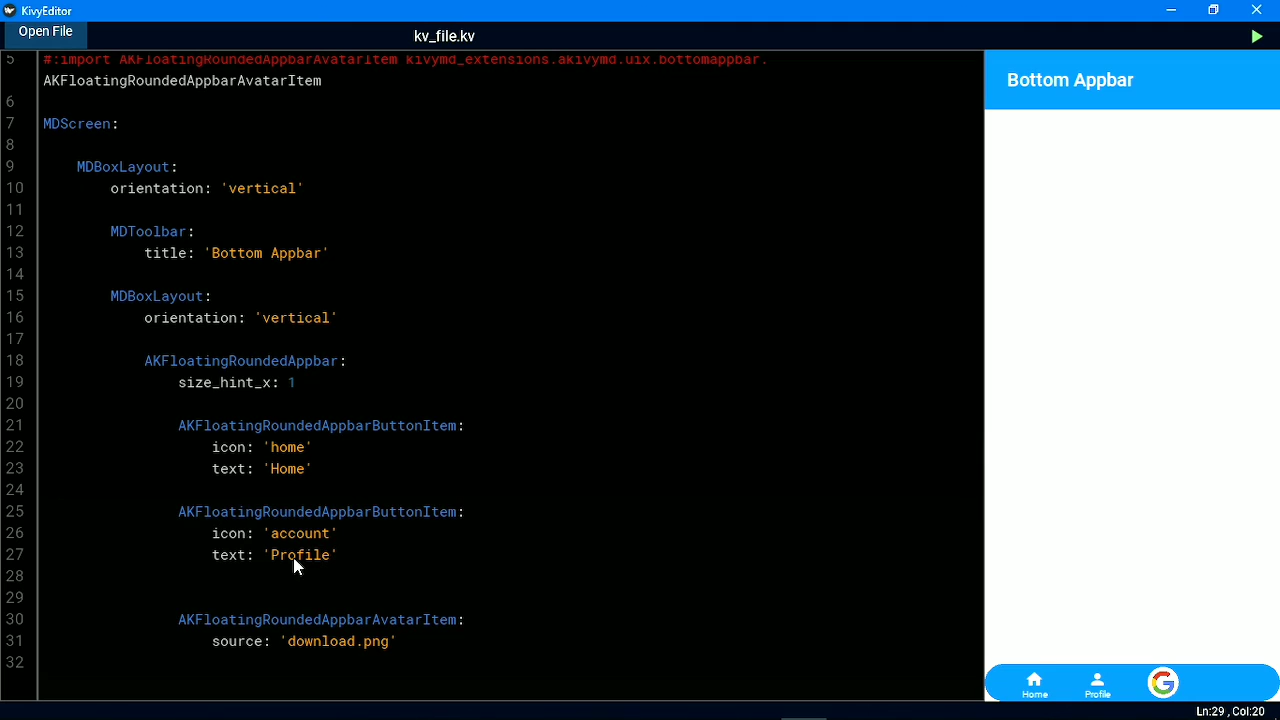 KivyEditor
Open File
kv_file.kv
5 #:import AKFloatingRoundedAppbarAvatarItem kivymd_extensions.akivymd.uix.bottomappbar.
AKFloatingRoundedAppbarAvatarItem
6
7 MDScreen:
8
9 MDBoxLayout:
10 orientation: 'vertical'
11
12 MDToolbar:
13 title: 'Bottom Appbar'
14
15 MDBoxLayout:
16 orientation: 'vertical'
17
18 AKFloatingRoundedAppbar:
19 size_hint_x: 1
20
21 AKFloatingRoundedAppbarButtonItem:
22 icon: 'home'
23 text: 'Home'
24
25 AKFloatingRoundedAppbarButtonItem:
26 icon: 'account'
27 text: 'Profile'
28
29
30 AKFloatingRoundedAppbarAvatarItem:
31 source: 'download.png'
32
Bottom Appbar
Home Profile G
Ln:29 ,Col:20